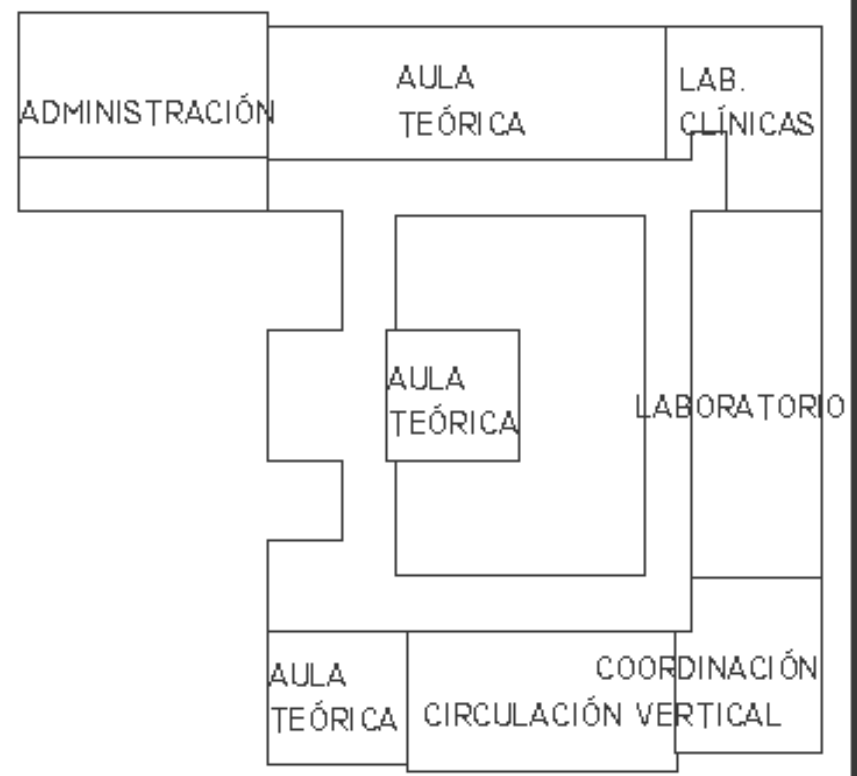 ADMINISTRACIÓN
AULA
TEÓRICA
LAB.
CLÍNICAS
AULA
TEÓRICA
LABORATORIO
AULA
TEÓRICA
CIRCULACIÓN VERTICAL
COORDINACIÓN